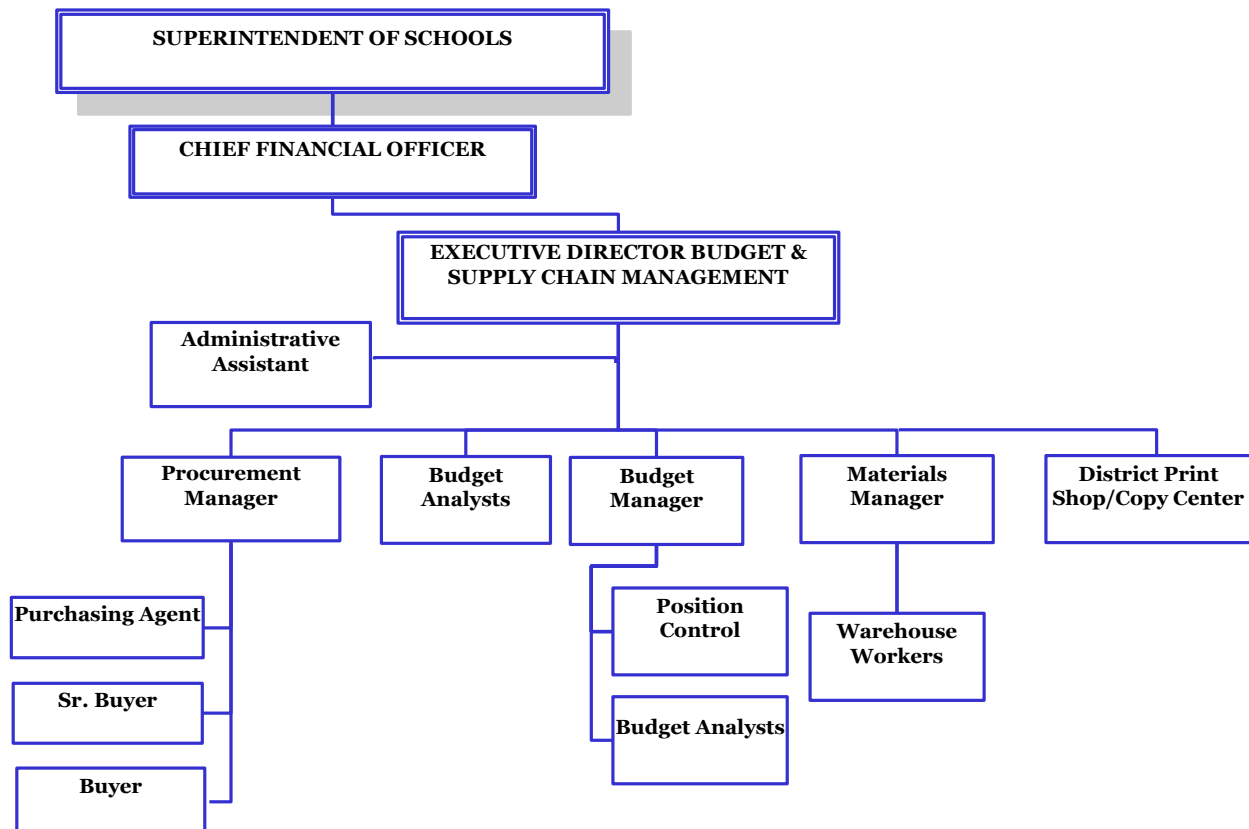 SUPERINTENDENT OF SCHOOLS
CHIEF FINANCIAL OFFICER
EXECUTIVE DIRECTOR BUDGET &
SUPPLY CHAIN MANAGEMENT
Administrative
Assistant
Procurement
Manager
Budget
Analysts
Budget
Manager
Materials
Manager
District Print
Shop/Copy Center
Purchasing Agent
Sr. Buyer
Buyer
Position
Control
Budget Analysts
Warehouse
Workers